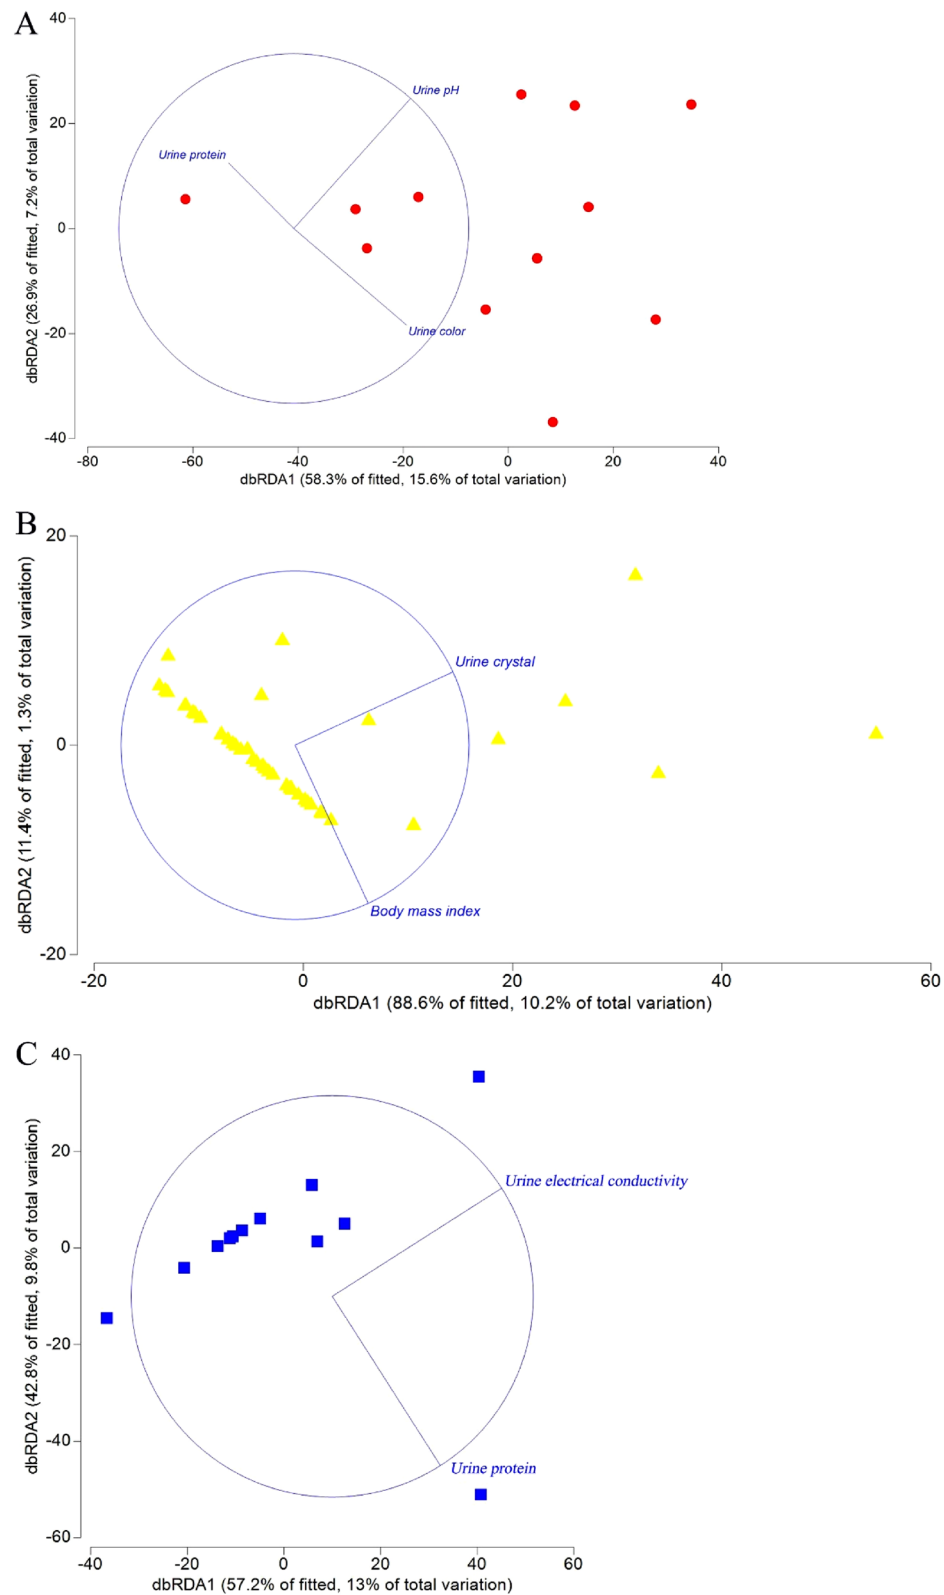 A
40
20
0
-20
-40
dbRDA2 (26.9% of fitted, 7.2% of total variation)
Urine pH
Urine protein
Urine color
-80 -60 -40 -20 0 20 40
dbRDA1 (58.3% of fitted, 15.6% of total variation)
B
20
0
-20
dbRDA2 (11.4% of fitted, 1.3% of total variation)
Urine crystal
Body mass index
-20 0 20 40 60
dbRDA1 (88.6% of fitted, 10.2% of total variation)
C
40
20
0
-20
-40
-60
dbRDA2 (42.8% of fitted, 9.8% of total variation)
Urine electrical conductivity
Urine protein
-40 -20 0 20 40 60
dbRDA1 (57.2% of fitted, 13% of total variation)